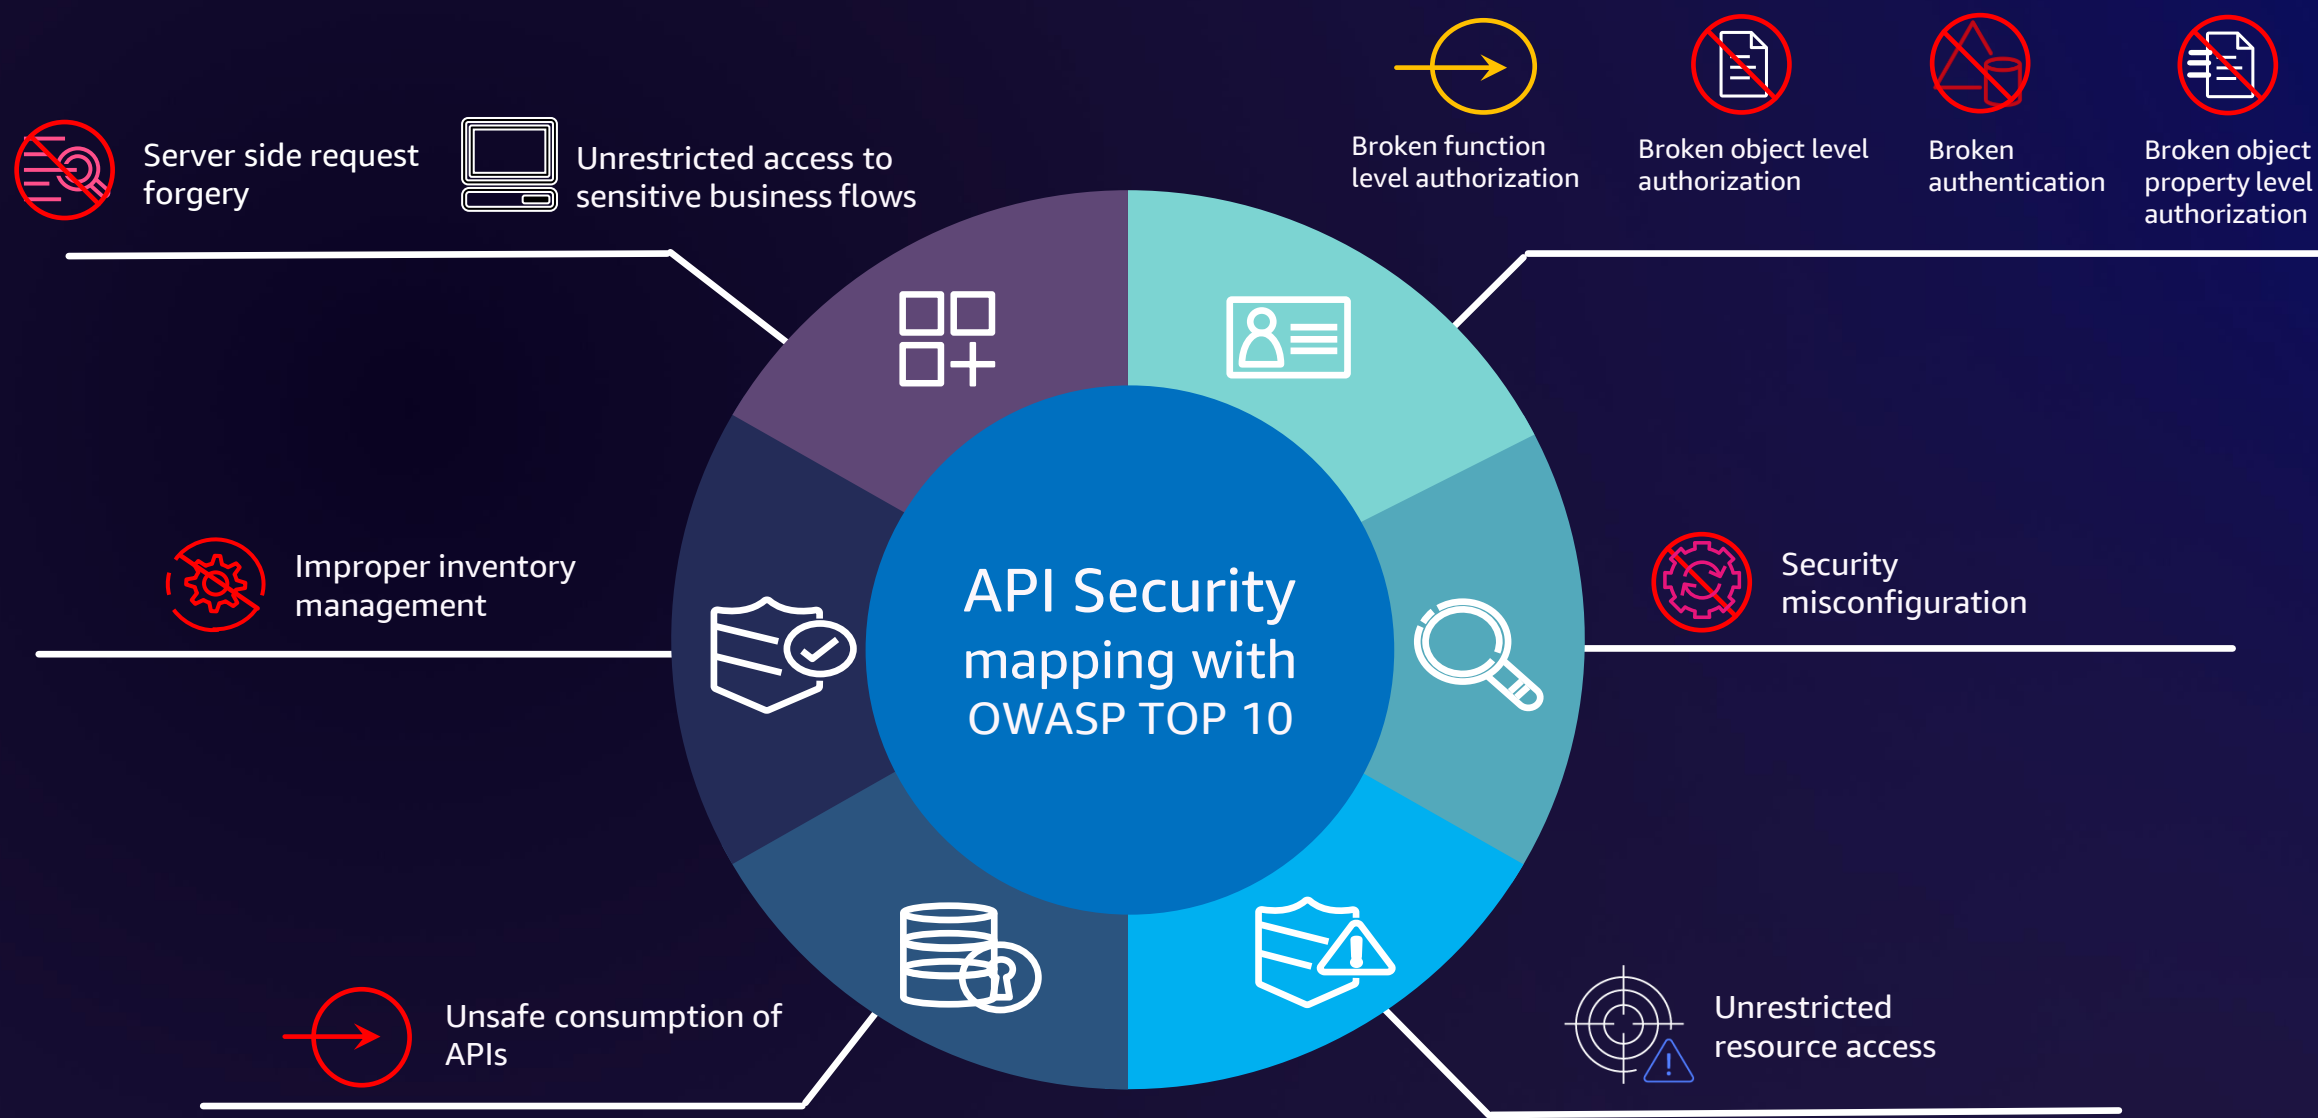 Server side request
forgery
Unrestricted access to
sensitive business flows
Broken function
level authorization
Broken object level
authorization
Broken
authentication
Broken object
property level
authorization
Improper inventory
management
API Security
mapping with
OWASP TOP 10
Security
misconfiguration
Unsafe consumption of
APIs
Unrestricted
resource access